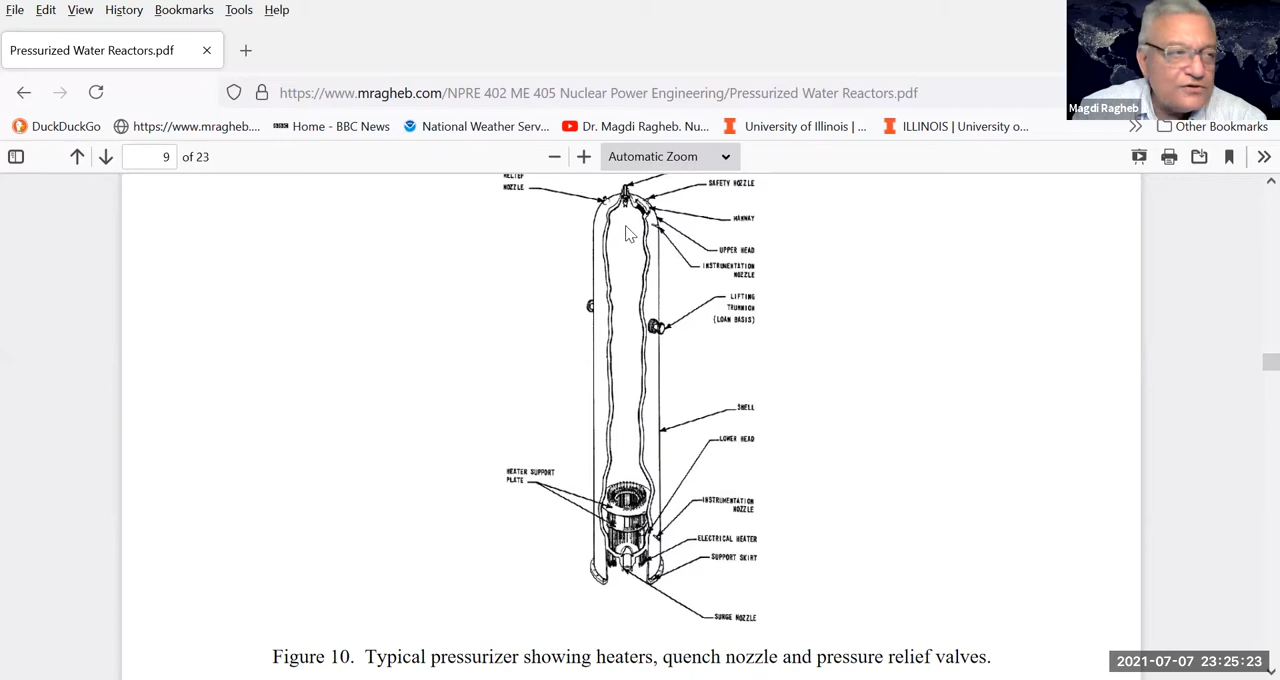 File Edit View History Bookmarks Tools Help
Pressurized Water Reactors.pdf
https://www.mragheb.com/NPRE 402 ME 405 Nuclear Power Engineering/Pressurized Water Reactors.pdf
Magdi Ragheb
DuckDuckGo https://www.mragheb.... BBC Home - BBC News National Weather Serv... Dr. Magdi Ragheb. Nu... University of Illinois |... ILLINOIS | University o... Other Bookmarks
9 of 23 Automatic Zoom
RELIEF
NOZZLE
SAFETY NOZZLE
MANWAY
UPPER HEAD
INSTRUMENTATION
NOZZLE
LIFTING
TRUNNION
(LOAN BASIS)
SHELL
LOWER HEAD
HEATER SUPPORT
PLATE
INSTRUMENTATION
NOZZLE
ELECTRICAL HEATER
SUPPORT SKIRT
SURGE NOZZLE
Figure 10. Typical pressurizer showing heaters, quench nozzle and pressure relief valves.
2021-07-07 23:25:23